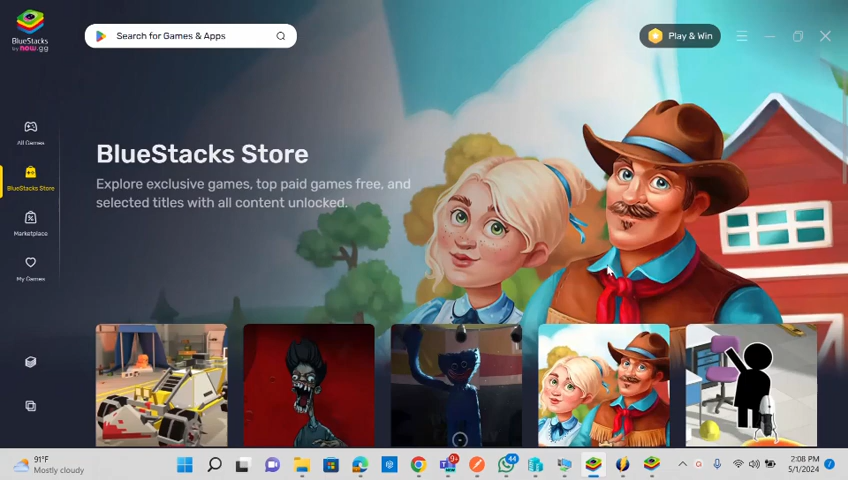 BlueStacks
by now.gg
Search for Games & Apps
Play & Win
All Games
BlueStacks Store
Marketplace
My Games
BlueStacks Store
Explore exclusive games, top paid games free, and
selected titles with all content unlocked.
91°F
Mostly cloudy
9+
44
2:08 PM
5/1/2024
7